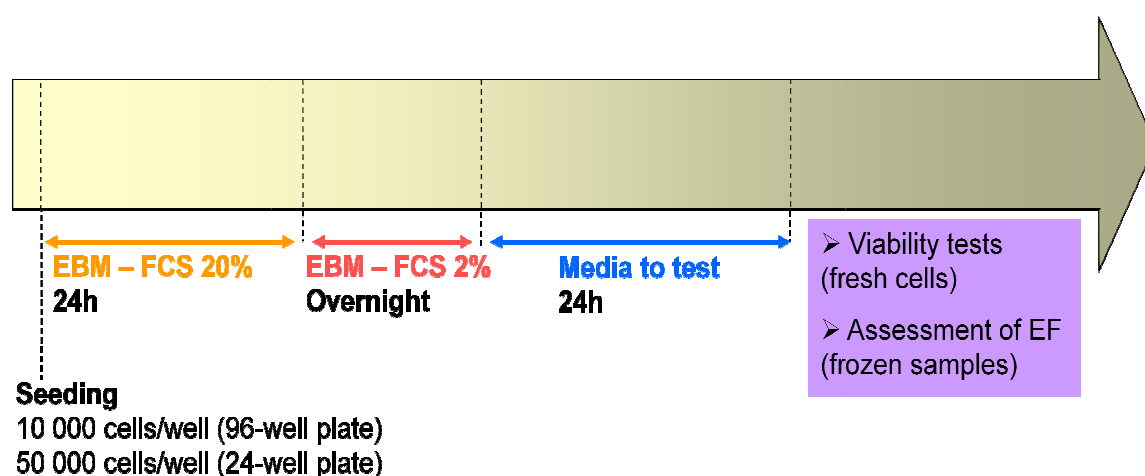 EBM – FCS 20%
24h
EBM – FCS 2%
Overnight
Media to test
24h
➢ Viability tests
(fresh cells)
➢ Assessment of EF
(frozen samples)
Seeding
10 000 cells/well (96-well plate)
50 000 cells/well (24-well plate)